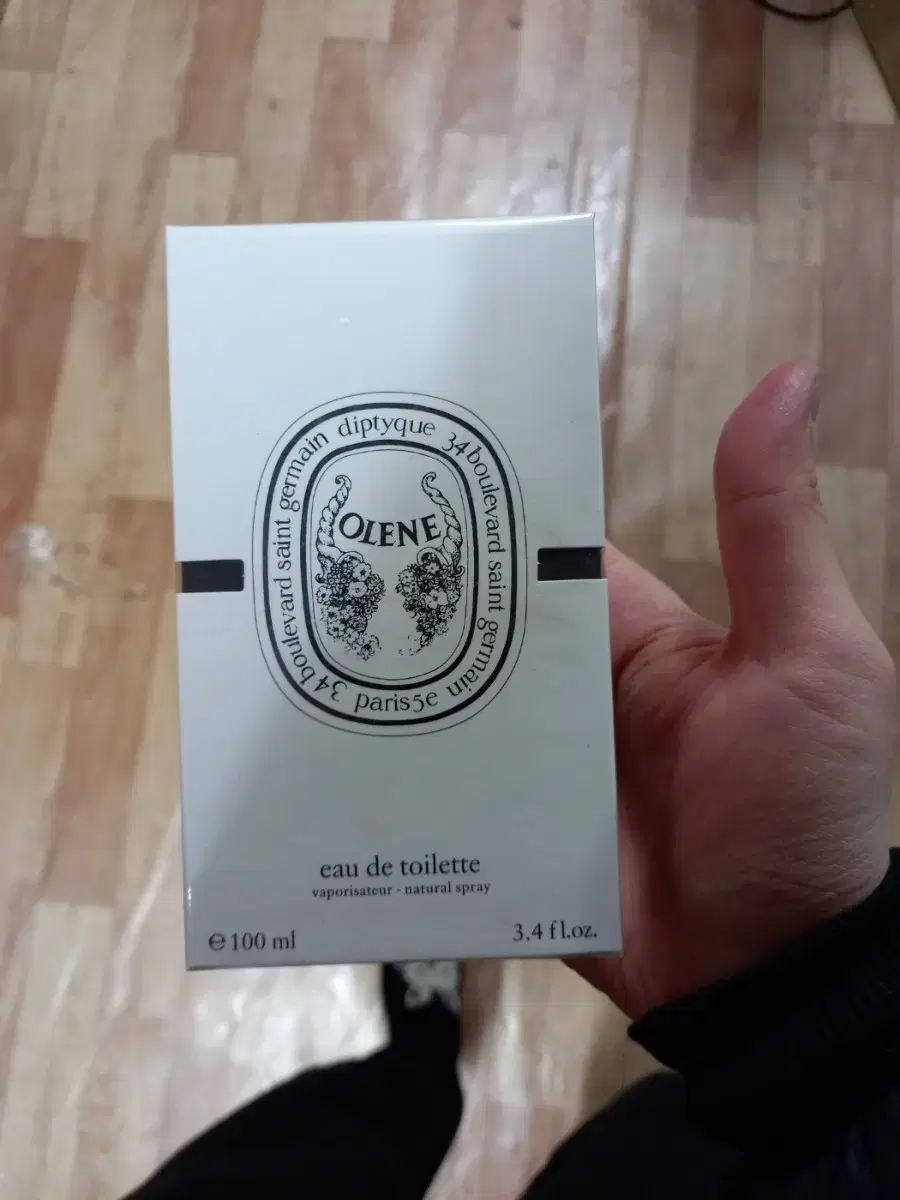 diptyque 34 boulevard saint germain paris5e 34 boulevard saint germain
OLENE
eau de toilette
vaporisateur - natural spray
℮ 100 ml
3.4 fl.oz.